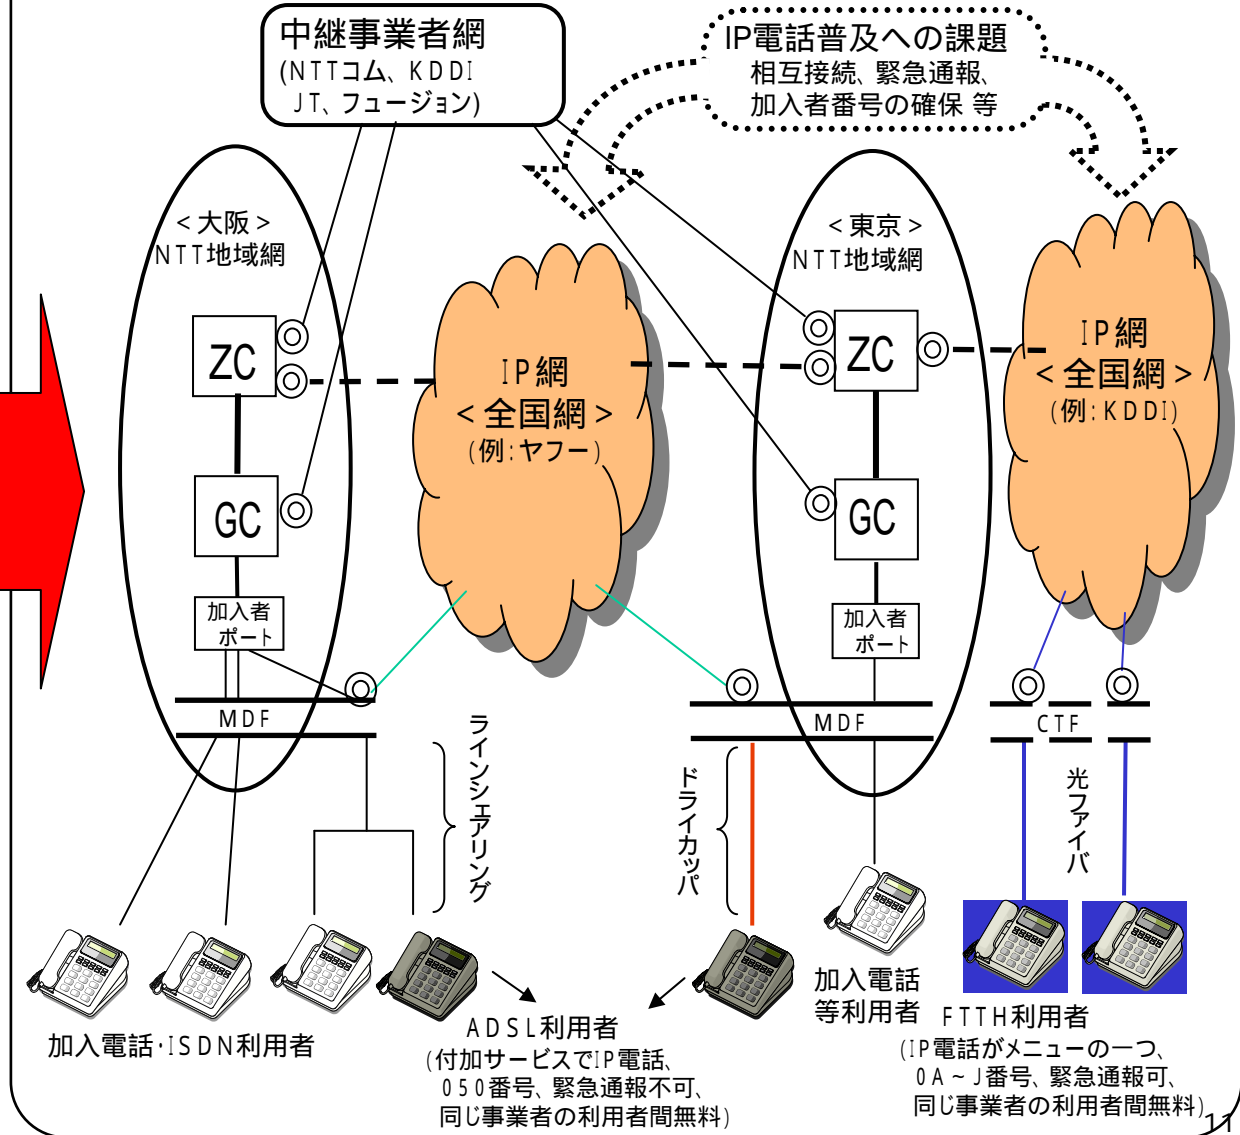 中継事業者網
(NTTコム、KDDI
JT、フュージョン)
IP電話普及への課題
相互接続、緊急通報、
加入者番号の確保 等
<大阪>
NTT地域網
ZC
GC
加入者
ポート
MDF
IP網
<全国網>
(例:ヤフー)
<東京>
NTT地域網
ZC
GC
加入者
ポート
MDF
IP網
<全国網>
(例:KDDI)
CTF
ラインシェアリング
ドライカッパ
光ファイバ
加入電話・ISDN利用者
ADSL利用者
(付加サービスでIP電話、
050番号、緊急通報不可、
同じ事業者の利用者間無料)
加入電話
等利用者
FTTH利用者
(IP電話がメニューの一つ、
0A~J番号、緊急通報可、
同じ事業者の利用者間無料)
11